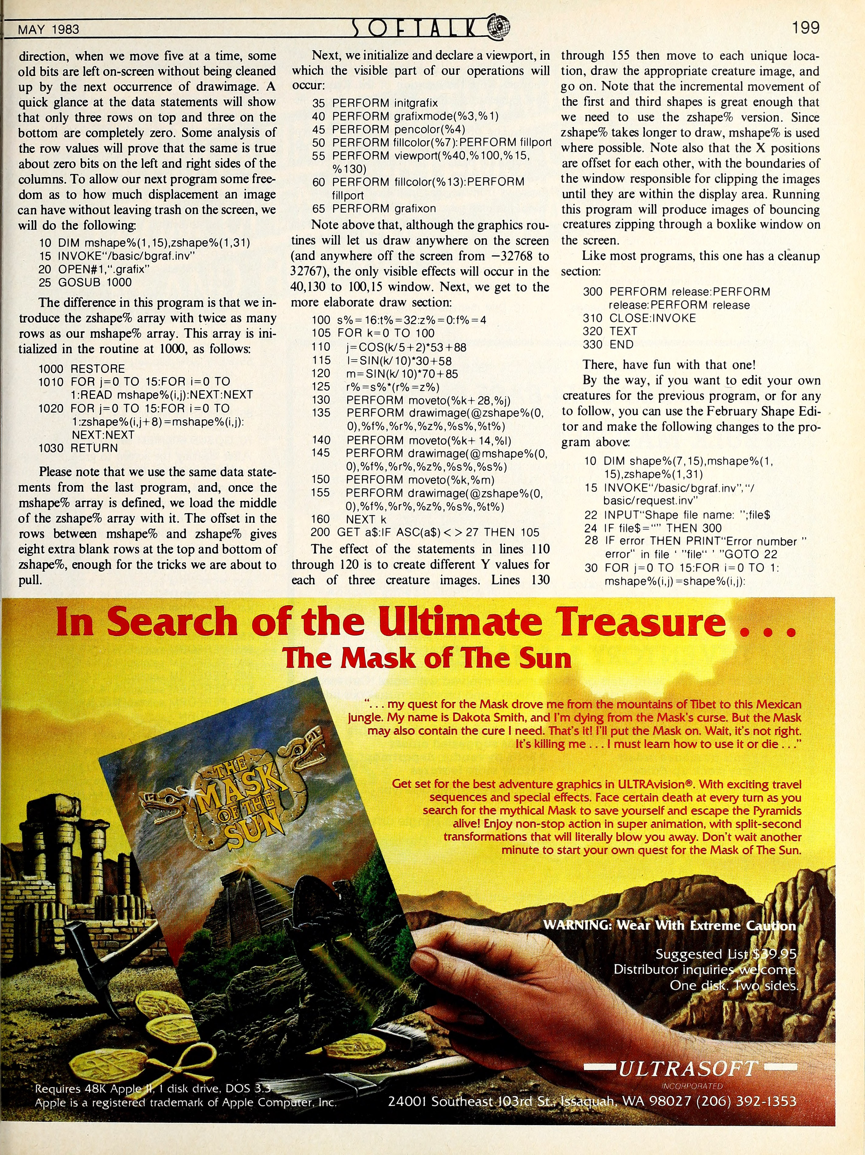 MAY 1983
SOFTALK
199
direction, when we move five at a time, some
old bits are left on-screen without being cleaned
up by the next occurrence of drawimage. A
quick glance at the data statements will show
that only three rows on top and three on the
bottom are completely zero. Some analysis of
the row values will prove that the same is true
about zero bits on the left and right sides of the
columns. To allow our next program some free-
dom as to how much displacement an image
can have without leaving trash on the screen, we
will do the following:
10 DIM mshape%(1,15),zshape%(1,31)
15 INVOKE"/basic/bgraf.inv"
20 OPEN#1,".grafix"
25 GOSUB 1000
The difference in this program is that we in-
troduce the zshape% array with twice as many
rows as our mshape% array. This array is ini-
tialized in the routine at 1000, as follows:
1000 RESTORE
1010 FOR j=0 TO 15:FOR i=0 TO
1:READ mshape%(i,j):NEXT:NEXT
1020 FOR j=0 TO 15:FOR i=0 TO
1:zshape%(i,j+8)=mshape%(i,j):
NEXT:NEXT
1030 RETURN
Please note that we use the same data state-
ments from the last program, and, once the
mshape% array is defined, we load the middle
of the zshape% array with it. The offset in the
rows between mshape% and zshape% gives
eight extra blank rows at the top and bottom of
zshape%, enough for the tricks we are about to
pull.
Next, we initialize and declare a viewport, in
which the visible part of our operations will
occur:
35 PERFORM initgrafix
40 PERFORM grafixmode(%3,%1)
45 PERFORM pencolor(%4)
50 PERFORM fillcolor(%7):PERFORM fillport
55 PERFORM viewport(%40,%100,%15,
%130)
60 PERFORM fillcolor(%13):PERFORM
fillport
65 PERFORM grafixon
Note above that, although the graphics rou-
tines will let us draw anywhere on the screen
(and anywhere off the screen from −32768 to
32767), the only visible effects will occur in the
40,130 to 100,15 window. Next, we get to the
more elaborate draw section:
100 s%=16:t%=32:z%=0:f%=4
105 FOR k=0 TO 100
110 j=COS(k/5+2)*53+88
115 l=SIN(k/10)*30+58
120 m=SIN(k/10)*70+85
125 r%=s%*(r%=z%)
130 PERFORM moveto(%k+28,%j)
135 PERFORM drawimage(@zshape%(0,
0),%f%,%r%,%z%,%s%,%t%)
140 PERFORM moveto(%k+14,%l)
145 PERFORM drawimage(@mshape%(0,
0),%f%,%r%,%z%,%s%,%s%)
150 PERFORM moveto(%k,%m)
155 PERFORM drawimage(@zshape%(0,
0),%f%,%r%,%z%,%s%,%t%)
160 NEXT k
200 GET a$:IF ASC(a$)<>27 THEN 105
The effect of the statements in lines 110
through 120 is to create different Y values for
each of three creature images. Lines 130
through 155 then move to each unique loca-
tion, draw the appropriate creature image, and
go on. Note that the incremental movement of
the first and third shapes is great enough that
we need to use the zshape% version. Since
zshape% takes longer to draw, mshape% is used
where possible. Note also that the X positions
are offset for each other, with the boundaries of
the window responsible for clipping the images
until they are within the display area. Running
this program will produce images of bouncing
creatures zipping through a boxlike window on
the screen.
Like most programs, this one has a cleanup
section:
300 PERFORM release:PERFORM
release:PERFORM release
310 CLOSE:INVOKE
320 TEXT
330 END
There, have fun with that one!
By the way, if you want to edit your own
creatures for the previous program, or for any
to follow, you can use the February Shape Edi-
tor and make the following changes to the pro-
gram above:
10 DIM shape%(7,15),mshape%(1,
15),zshape%(1,31)
15 INVOKE"/basic/bgraf.inv","/
basic/request.inv"
22 INPUT"Shape file name: ";file$
24 IF file$="" THEN 300
28 IF error THEN PRINT"Error number "
error" in file ' "file" ' "GOTO 22
30 FOR j=0 TO 15:FOR i=0 TO 1:
mshape%(i,j)=shape%(i,j):
In Search of the Ultimate Treasure . . .
The Mask of The Sun
". . . my quest for the Mask drove me from the mountains of Tibet to this Mexican
jungle. My name is Dakota Smith, and I'm dying from the Mask's curse. But the Mask
may also contain the cure I need. That's it! I'll put the Mask on. Wait, it's not right.
It's killing me . . . I must learn how to use it or die . . ."
Get set for the best adventure graphics in ULTRAvision®. With exciting travel
sequences and special effects. Face certain death at every turn as you
search for the mythical Mask to save yourself and escape the Pyramids
alive! Enjoy non-stop action in super animation, with split-second
transformations that will literally blow you away. Don't wait another
minute to start your own quest for the Mask of The Sun.
THE
MASK
OF THE
SUN
WARNING: Wear With Extreme Caution
Suggested List $39.95
Distributor inquiries welcome.
One disk. Two sides.
ULTRASOFT
INCORPORATED
Requires 48K Apple II, 1 disk drive, DOS 3.3
Apple is a registered trademark of Apple Computer, Inc.
24001 Southeast 103rd St., Issaquah, WA 98027 (206) 392-1353